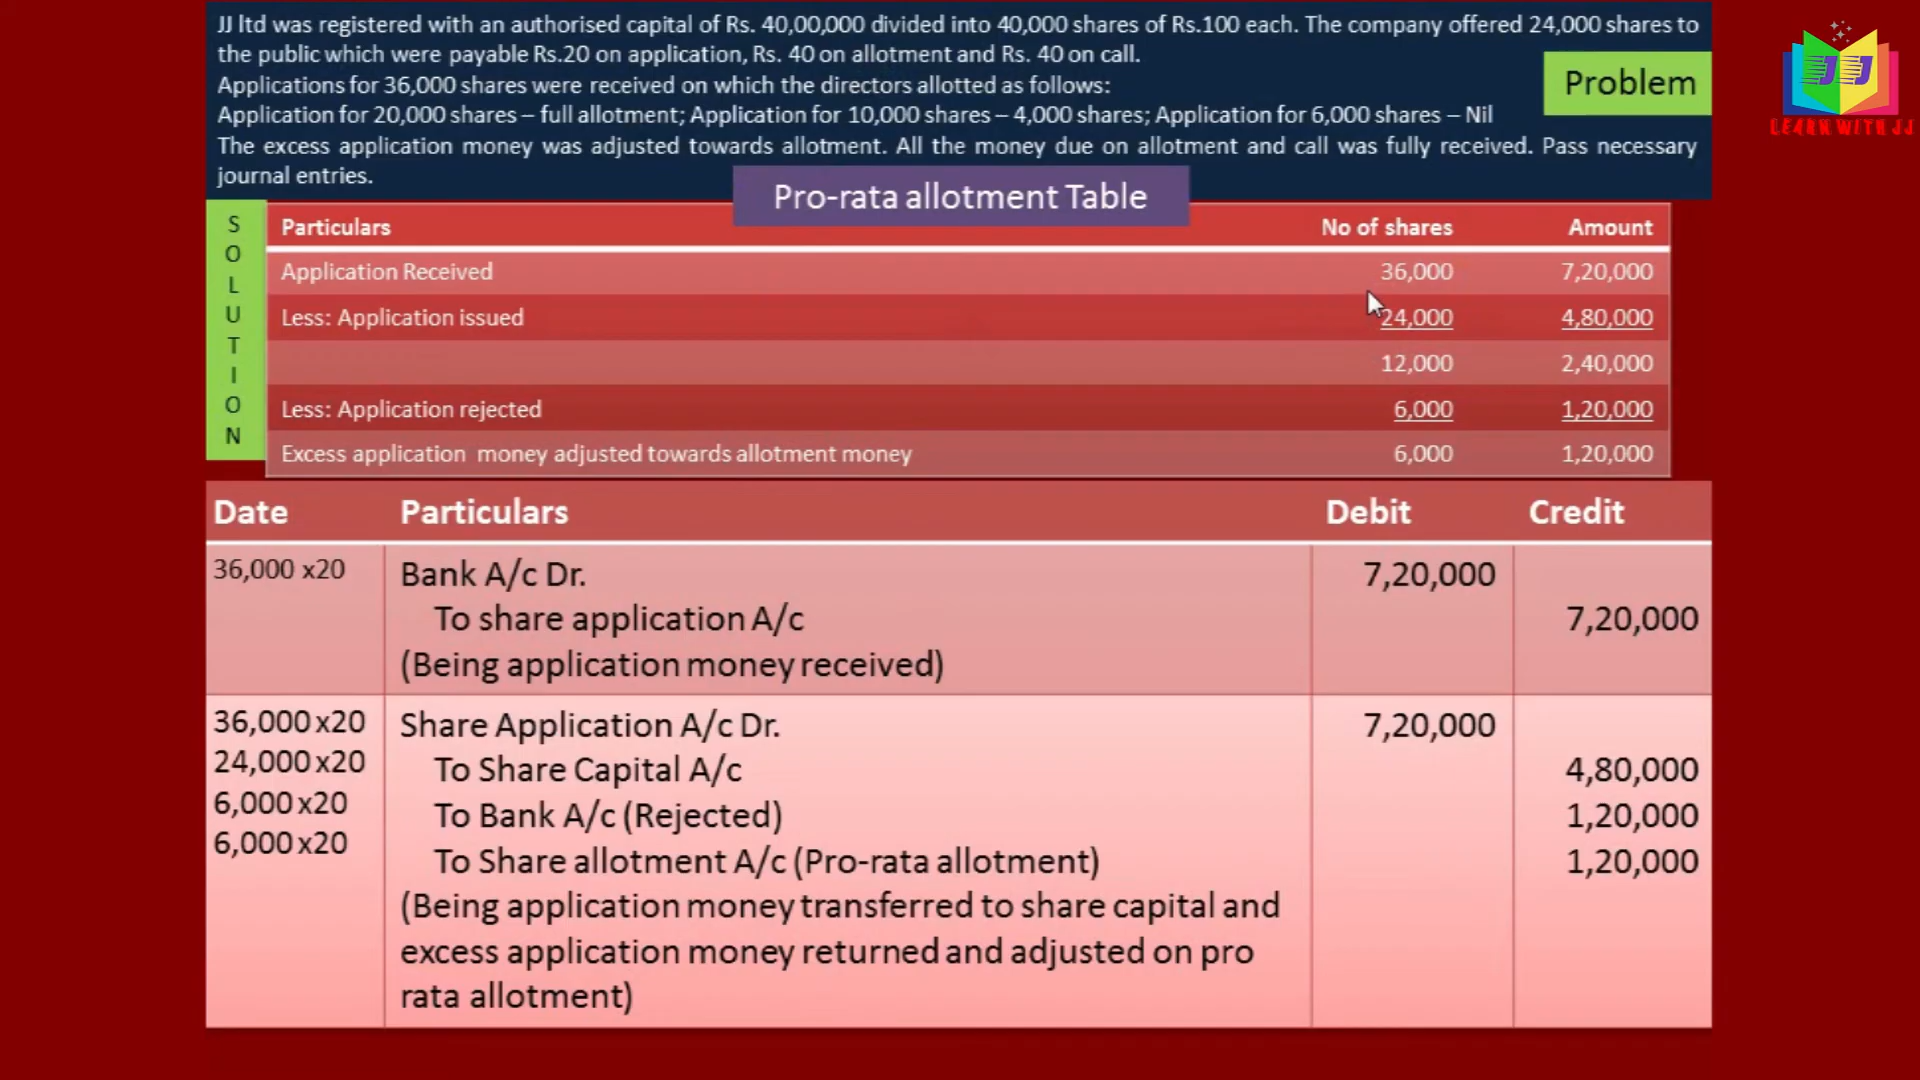 JJ ltd was registered with an authorised capital of Rs. 40,00,000 divided into 40,000 shares of Rs.100 each. The company offered 24,000 shares to
the public which were payable Rs.20 on application, Rs. 40 on allotment and Rs. 40 on call.
Applications for 36,000 shares were received on which the directors allotted as follows:
Application for 20,000 shares – full allotment; Application for 10,000 shares – 4,000 shares; Application for 6,000 shares – Nil
The excess application money was adjusted towards allotment. All the money due on allotment and call was fully received. Pass necessary
journal entries.
Problem
JJ
LEARN WITH JJ
Pro-rata allotment Table
SOLUTION
Particulars No of shares Amount
Application Received 36,000 7,20,000
Less: Application issued 24,000 4,80,000
12,000 2,40,000
Less: Application rejected 6,000 1,20,000
Excess application money adjusted towards allotment money 6,000 1,20,000
Date Particulars Debit Credit
36,000 x20 Bank A/c Dr. 7,20,000
To share application A/c 7,20,000
(Being application money received)
36,000 x20 Share Application A/c Dr. 7,20,000
24,000 x20 To Share Capital A/c 4,80,000
6,000 x20 To Bank A/c (Rejected) 1,20,000
6,000 x20 To Share allotment A/c (Pro-rata allotment) 1,20,000
(Being application money transferred to share capital and
excess application money returned and adjusted on pro
rata allotment)